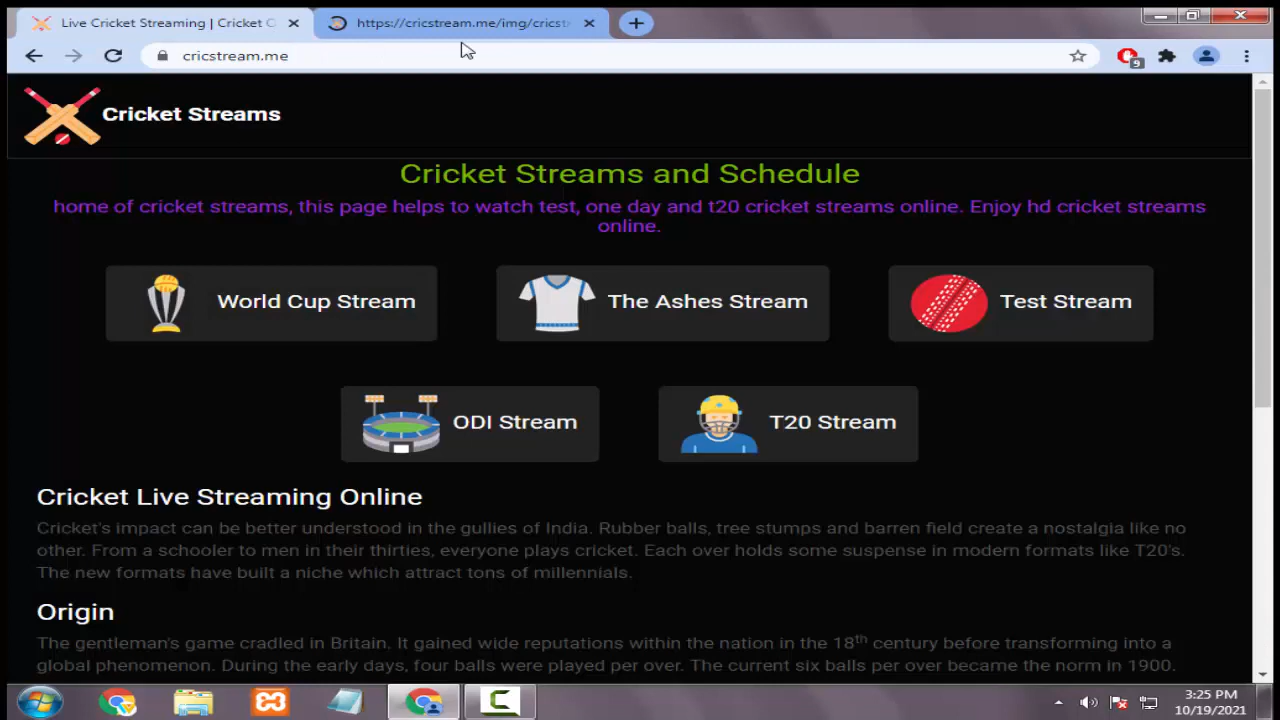 Live Cricket Streaming | Cricket C
https://cricstream.me/img/cricst
cricstream.me
9
Cricket Streams
Cricket Streams and Schedule
home of cricket streams, this page helps to watch test, one day and t20 cricket streams online. Enjoy hd cricket streams
online.
World Cup Stream
The Ashes Stream
Test Stream
ODI Stream
T20 Stream
Cricket Live Streaming Online
Cricket's impact can be better understood in the gullies of India. Rubber balls, tree stumps and barren field create a nostalgia like no
other. From a schooler to men in their thirties, everyone plays cricket. Each over holds some suspense in modern formats like T20's.
The new formats have built a niche which attract tons of millennials.
Origin
The gentleman's game cradled in Britain. It gained wide reputations within the nation in the 18th century before transforming into a
global phenomenon. During the early days, four balls were played per over. The current six balls per over became the norm in 1900.
3:25 PM
10/19/2021